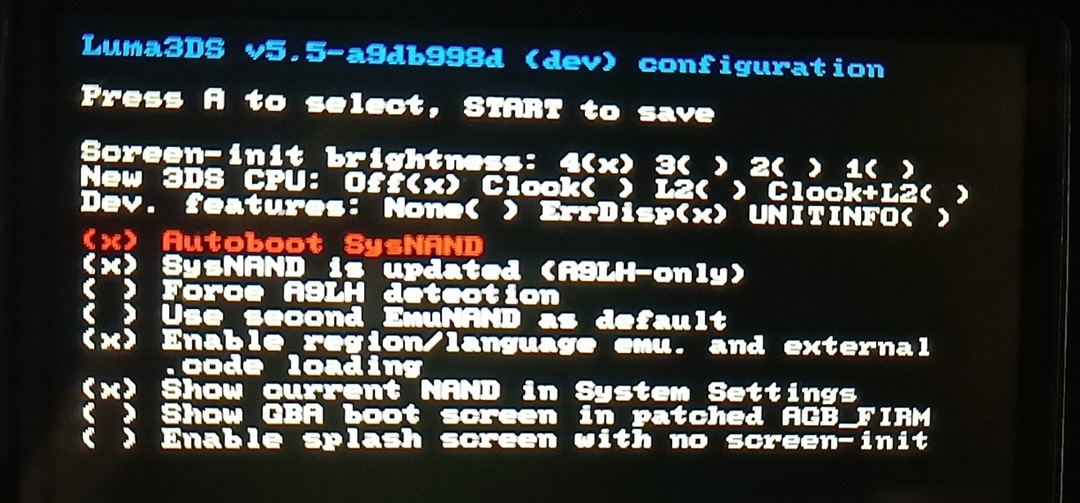 Luma3DS v5.5-a9db998d (dev) configuration
Press A to select, START to save
Screen-init brightness: 4(x) 3( ) 2( ) 1( )
New 3DS CPU: Off(x) Clock( ) L2( ) Clock+L2( )
Dev. features: None( ) ErrDisp(x) UNITINFO( )
(x) Autoboot SysNAND
(x) SysNAND is updated (A9LH-only)
( ) Force A9LH detection
( ) Use second EmuNAND as default
(x) Enable region/language emu. and external
.code loading
(x) Show current NAND in System Settings
( ) Show GBA boot screen in patched AGB_FIRM
( ) Enable splash screen with no screen-init